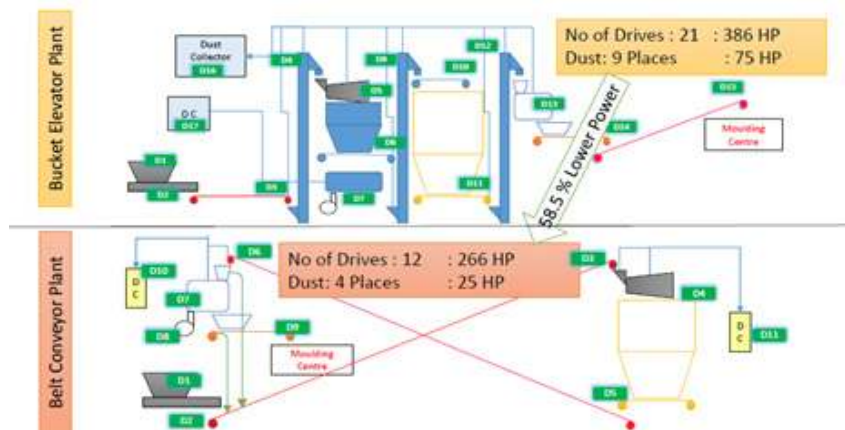 Bucket Elevator Plant
No of Drives : 21 : 386 HP
Dust: 9 Places : 75 HP
Dust
Collector
D16
D4
D8
D12
D10
D5
D13
D15
D C
D17
D14
Moulding
Centre
D1
D2
D3
D6
D7
D11
58.5 % Lower Power
Belt Conveyor Plant
No of Drives : 12 : 266 HP
Dust: 4 Places : 25 HP
D6
D3
D10
D
C
D7
D4
D8
D9
D
C
D11
Moulding
Centre
D1
D5
D2